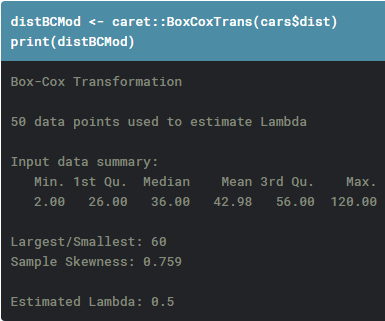 distBCMod <- caret::BoxCoxTrans(cars$dist)
print(distBCMod)
Box-Cox Transformation
50 data points used to estimate Lambda
Input data summary:
   Min. 1st Qu.  Median    Mean 3rd Qu.    Max.
   2.00   26.00   36.00   42.98   56.00  120.00
Largest/Smallest: 60
Sample Skewness: 0.759
Estimated Lambda: 0.5